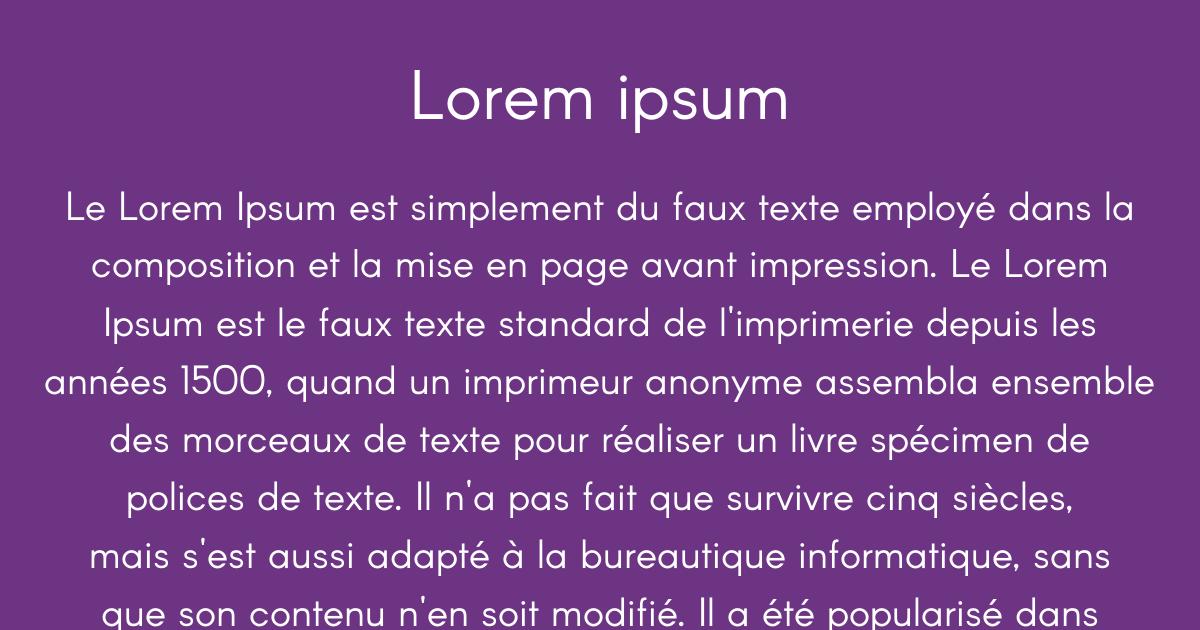 Lorem ipsum
Le Lorem Ipsum est simplement du faux texte employé dans la
composition et la mise en page avant impression. Le Lorem
Ipsum est le faux texte standard de l'imprimerie depuis les
années 1500, quand un imprimeur anonyme assembla ensemble
des morceaux de texte pour réaliser un livre spécimen de
polices de texte. Il n'a pas fait que survivre cinq siècles,
mais s'est aussi adapté à la bureautique informatique, sans
que son contenu n'en soit modifié. Il a été popularisé dans